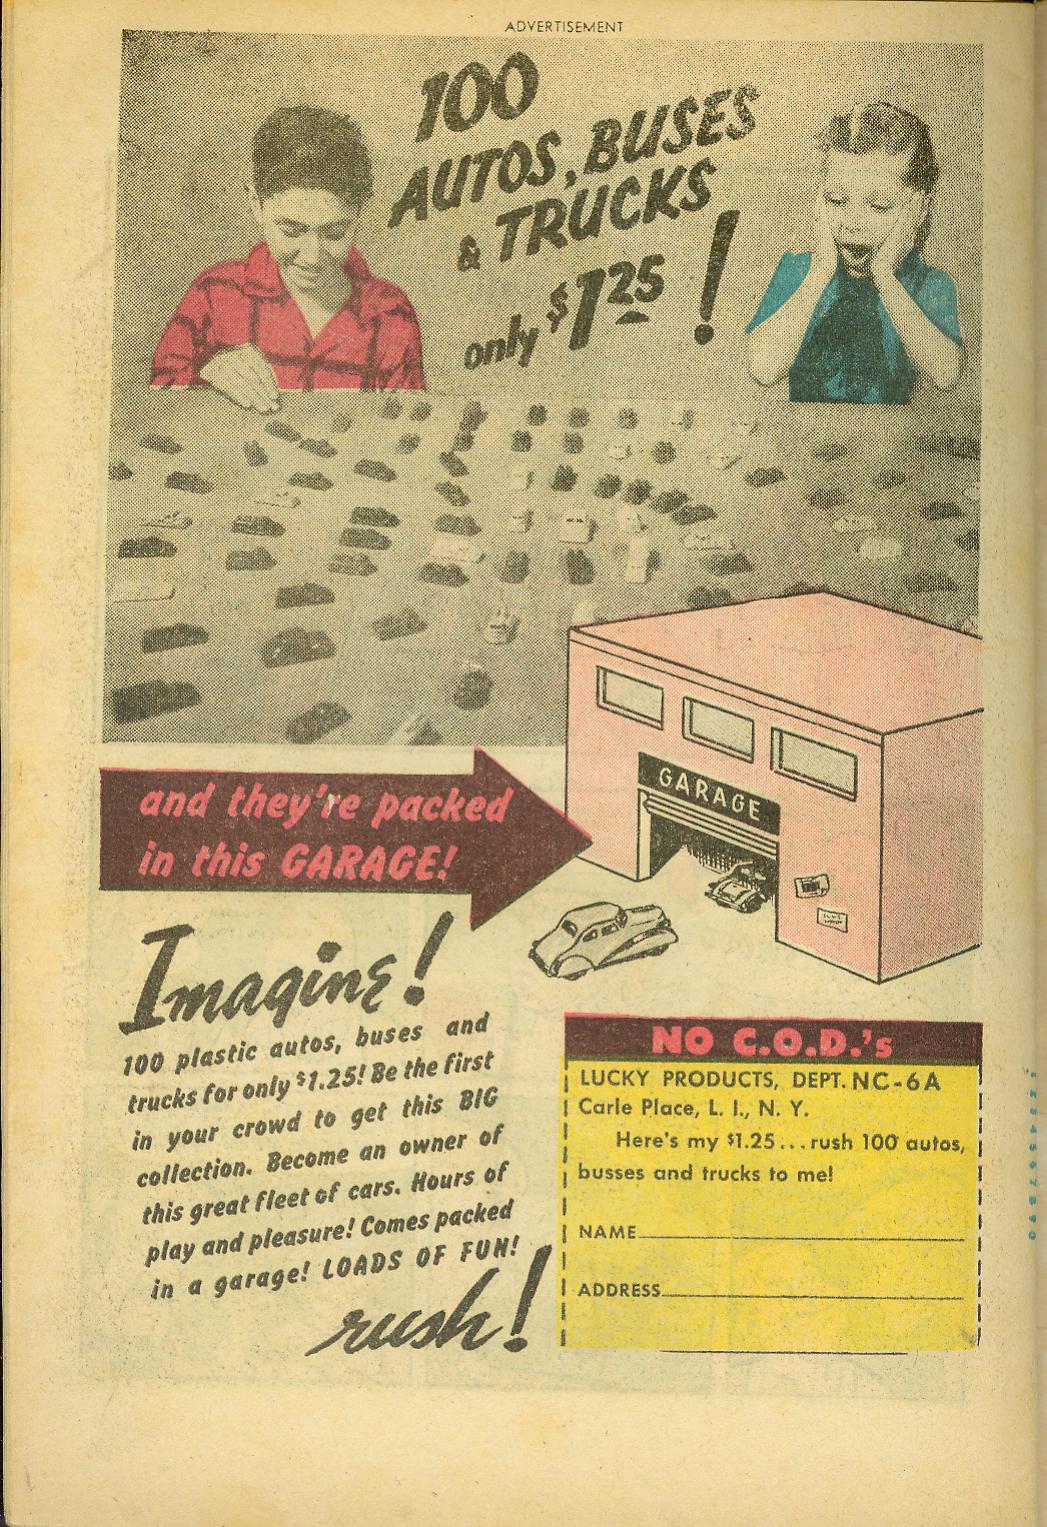 ADVERTISEMENT
100
AUTOS, BUSES
& TRUCKS
only $1.25!
and they're packed
in this GARAGE!
GARAGE
Imagine!
100 plastic autos, buses and
trucks for only $1.25! Be the first
in your crowd to get this BIG
collection. Become an owner of
this great fleet of cars. Hours of
play and pleasure! Comes packed
in a garage! LOADS OF FUN!
rush!
NO C.O.D.'s
LUCKY PRODUCTS, DEPT. NC-6A
Carle Place, L. I., N. Y.
Here's my $1.25...rush 100 autos,
busses and trucks to me!
NAME
ADDRESS